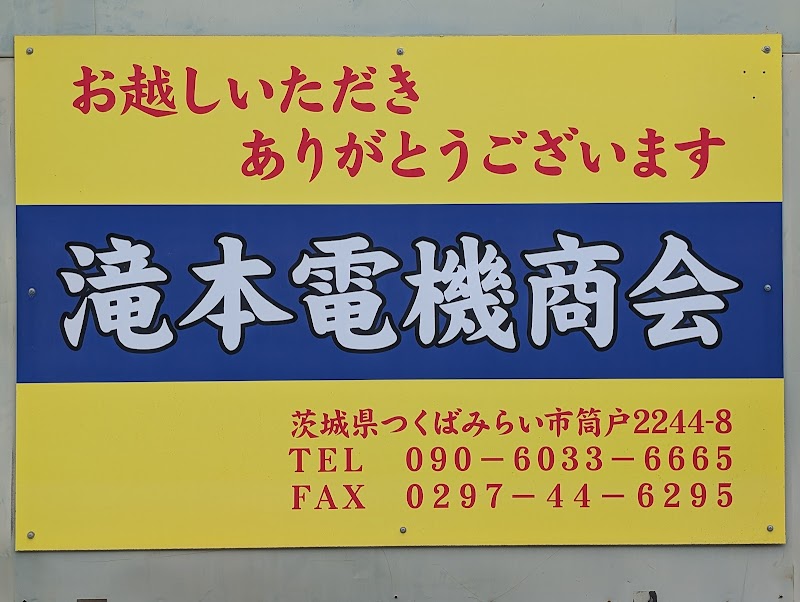 お越しいただき
ありがとうございます
滝本電機商会
茨城県つくばみらい市筒戸2244-8
TEL 090－6033－6665
FAX 0297－44－6295